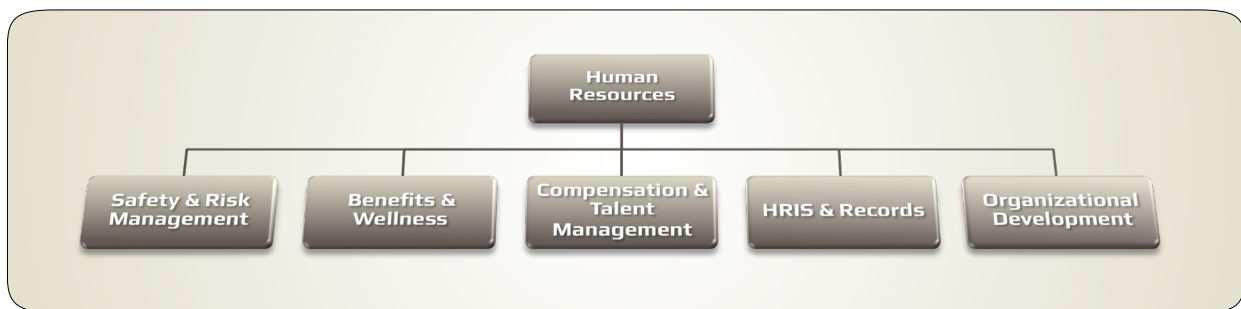 Human
Resources
Safety & Risk
Management
Benefits &
Wellness
Compensation &
Talent
Management
HRIS & Records
Organizational
Development